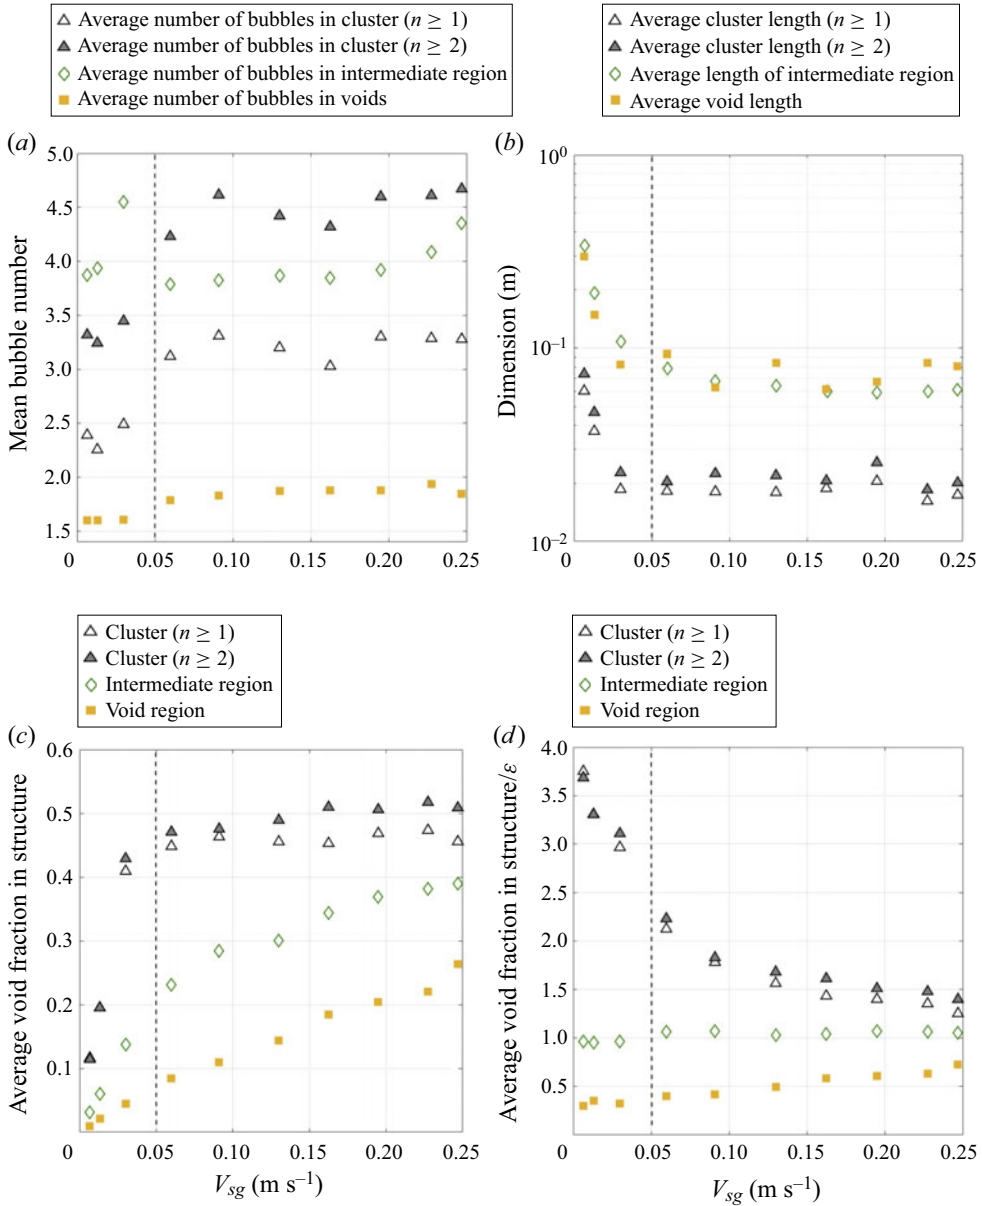 Average number of bubbles in cluster (n ≥ 1)
Average number of bubbles in cluster (n ≥ 2)
Average number of bubbles in intermediate region
Average number of bubbles in voids
Average cluster length (n ≥ 1)
Average cluster length (n ≥ 2)
Average length of intermediate region
Average void length
(a)
5.0
4.5
4.0
3.5
3.0
2.5
2.0
1.5
Mean bubble number
0 0.05 0.10 0.15 0.20 0.25
(b)
10⁰
10⁻¹
10⁻²
Dimension (m)
0 0.05 0.10 0.15 0.20 0.25
Cluster (n ≥ 1)
Cluster (n ≥ 2)
Intermediate region
Void region
Cluster (n ≥ 1)
Cluster (n ≥ 2)
Intermediate region
Void region
(c)
0.6
0.5
0.4
0.3
0.2
0.1
Average void fraction in structure
0 0.05 0.10 0.15 0.20 0.25
V_sg (m s⁻¹)
(d)
4.0
3.5
3.0
2.5
2.0
1.5
1.0
0.5
Average void fraction in structure/ε
0 0.05 0.10 0.15 0.20 0.25
V_sg (m s⁻¹)